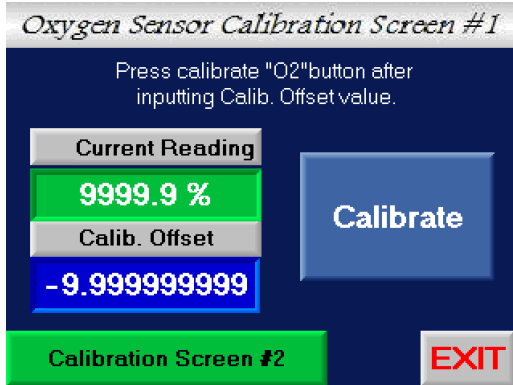 Oxygen Sensor Calibration Screen #1
Press calibrate "O2"button after
inputting Calib. Offset value.
Current Reading
9999.9 %
Calib. Offset
-9.999999999
Calibrate
Calibration Screen #2
EXIT